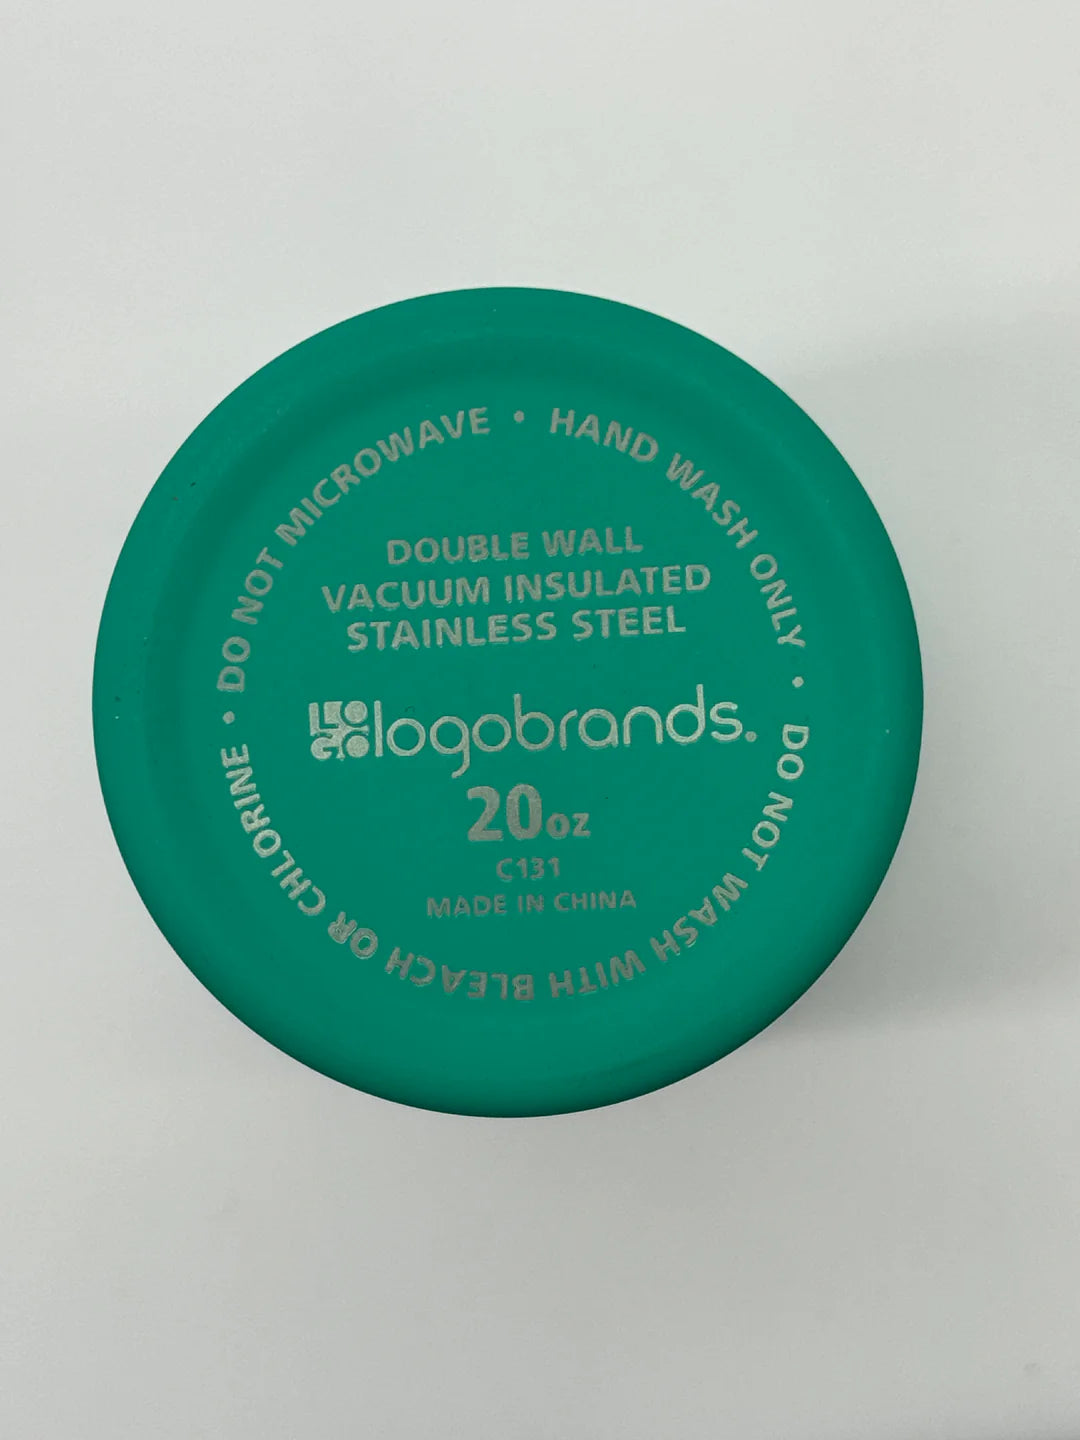 DO NOT MICROWAVE • HAND WASH ONLY • DO NOT WASH WITH BLEACH OR CHLORINE •
DOUBLE WALL
VACUUM INSULATED
STAINLESS STEEL
LOGO logobrands.
20oz
C131
MADE IN CHINA